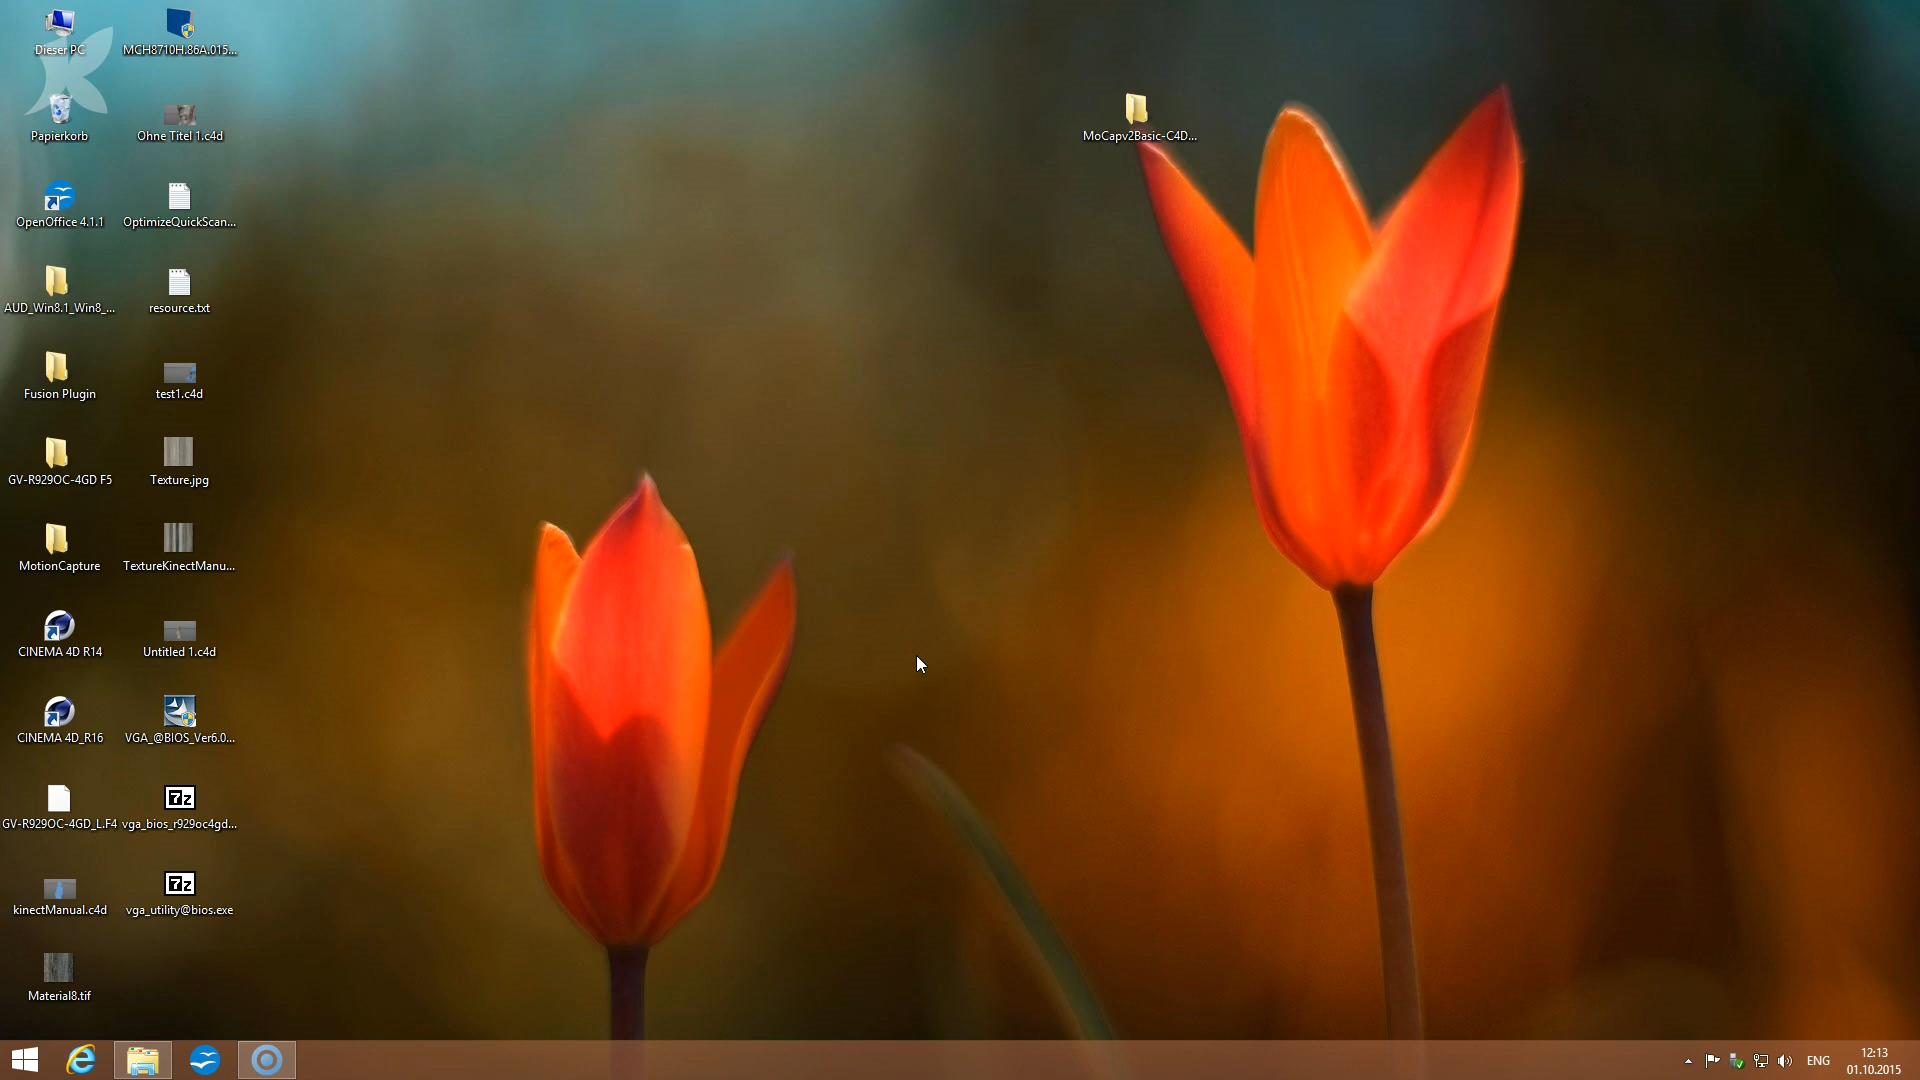 Dieser PC
MCH8710H.86A.015...
Papierkorb
Ohne Titel 1.c4d
MoCapv2Basic-C4D...
OpenOffice 4.1.1
OptimizeQuickScan...
AUD_Win8.1_Win8_...
resource.txt
Fusion Plugin
test1.c4d
GV-R929OC-4GD F5
Texture.jpg
MotionCapture
TextureKinectManu...
CINEMA 4D R14
Untitled 1.c4d
CINEMA 4D_R16
VGA_@BIOS_Ver6.0...
GV-R929OC-4GD_L.F4
vga_bios_r929oc4gd...
7z
kinectManual.c4d
vga_utility@bios.exe
7z
Material8.tif
ENG
12:13
01.10.2015